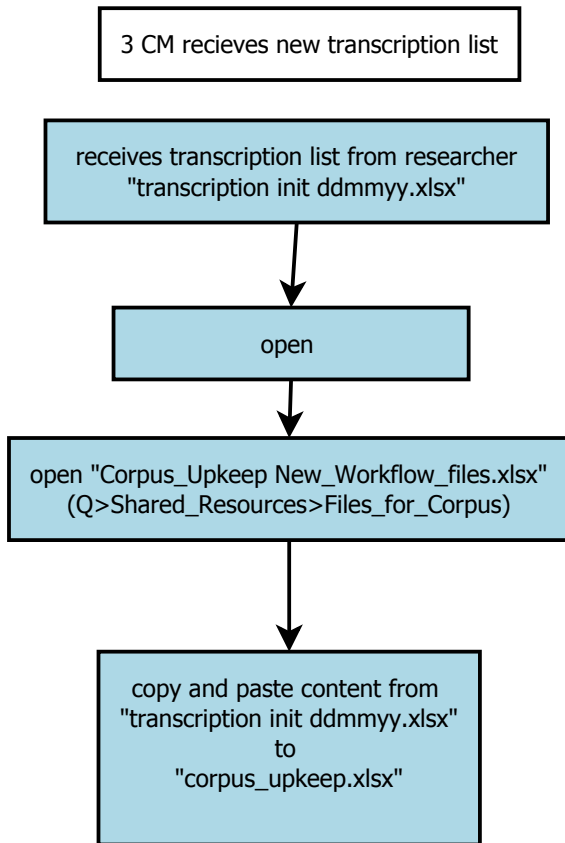 3 CM recieves new transcription list
receives transcription list from researcher
"transcription init ddmmyy.xlsx"
open
open "Corpus_Upkeep New_Workflow_files.xlsx"
(Q>Shared_Resources>Files_for_Corpus)
copy and paste content from
"transcription init ddmmyy.xlsx"
to
"corpus_upkeep.xlsx"